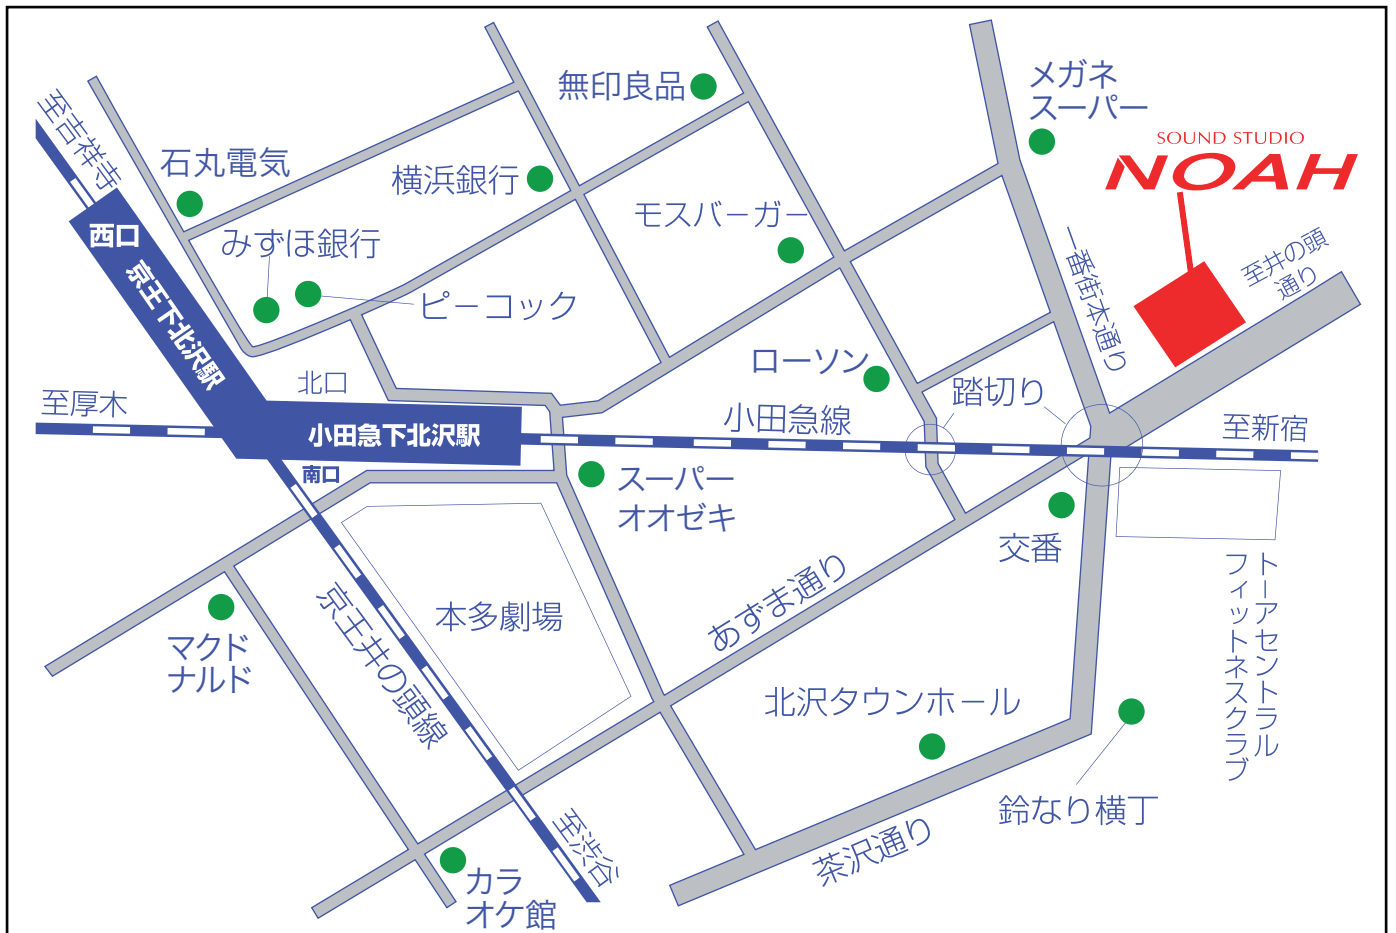 至吉祥寺
石丸電気
横浜銀行
無印良品
メガネ
スーパー
SOUND STUDIO
NOAH
西口
京王下北沢駅
みずほ銀行
ピーコック
モスバーガー
一番街本通り
至井の頭
通り
北口
ローソン
踏切り
至厚木
小田急下北沢駅
小田急線
至新宿
南口
スーパー
オオゼキ
交番
トーアセントラル
フィットネスクラブ
マクド
ナルド
京王井の頭線
本多劇場
あずま通り
北沢タウンホール
鈴なり横丁
茶沢通り
至渋谷
カラ
オケ館